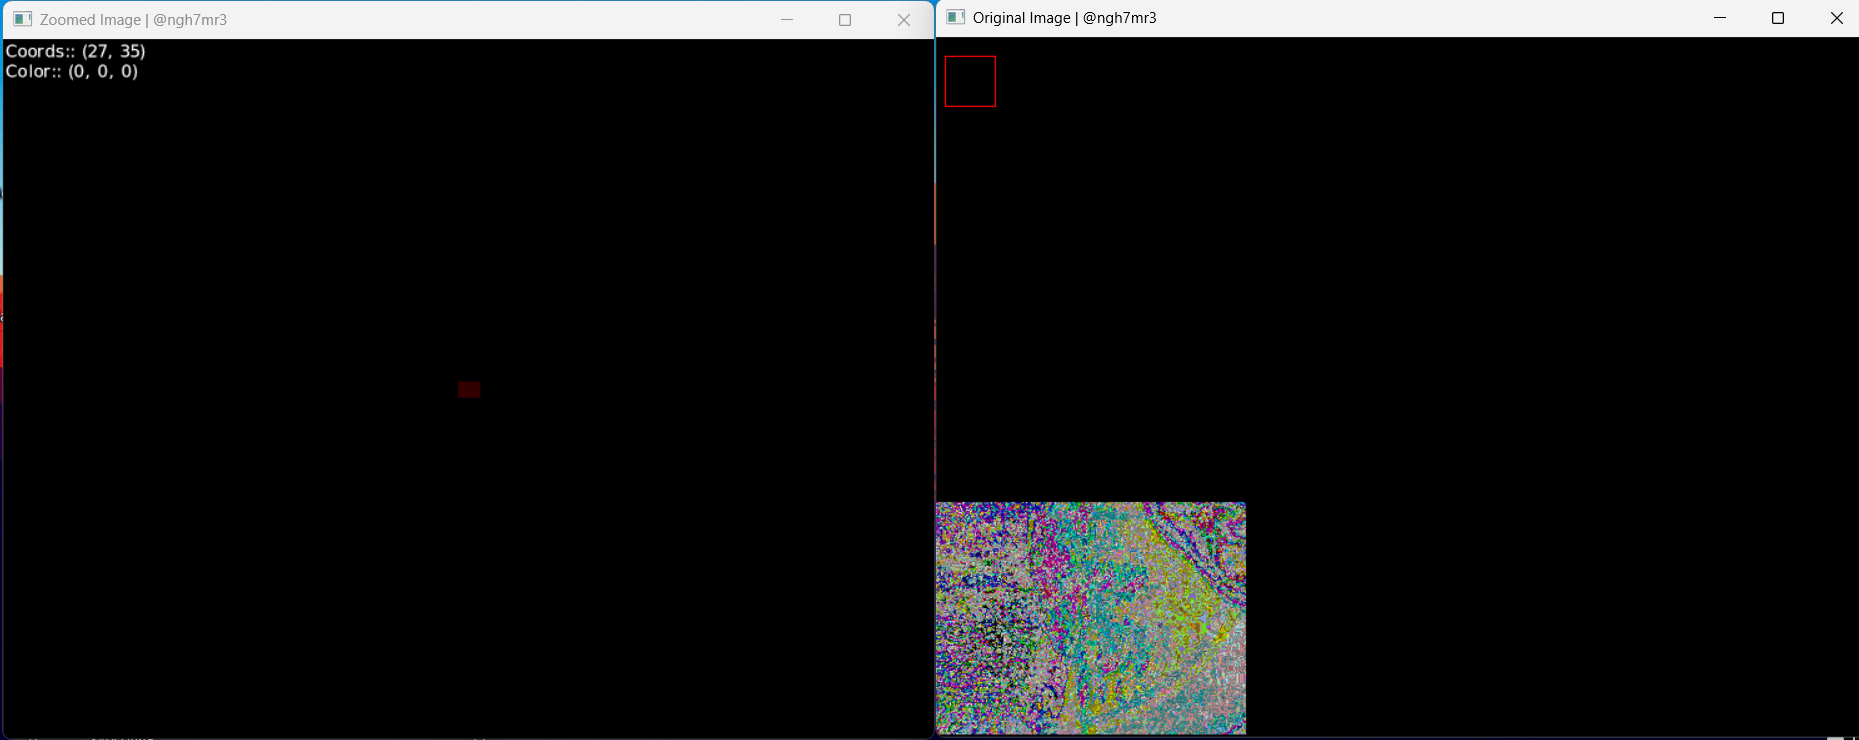 Zoomed Image | @ngh7mr3
Coords:: (27, 35)
Color:: (0, 0, 0)
Original Image | @ngh7mr3